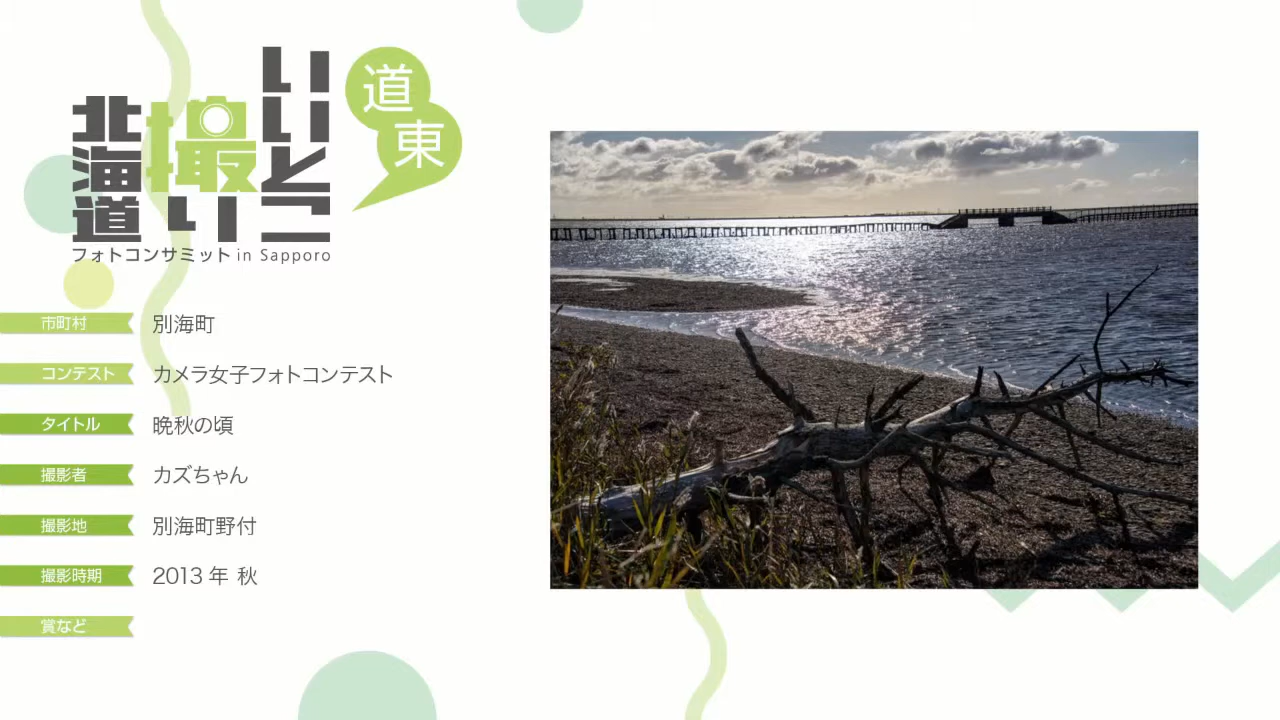 北海道
撮り
いいとこ
道東
フォトコンサミット in Sapporo
市町村 別海町
コンテスト カメラ女子フォトコンテスト
タイトル 晩秋の頃
撮影者 カズちゃん
撮影地 別海町野付
撮影時期 2013 年 秋
賞など